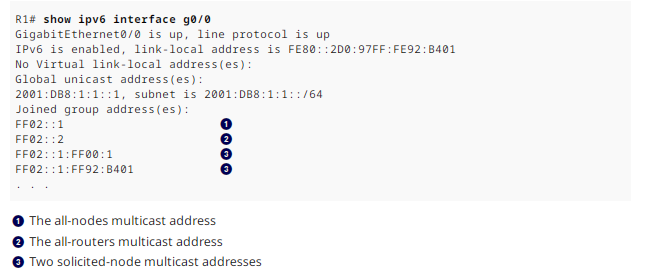 R1# show ipv6 interface g0/0
GigabitEthernet0/0 is up, line protocol is up
IPv6 is enabled, link-local address is FE80::2D0:97FF:FE92:B401
No Virtual link-local address(es):
Global unicast address(es):
2001:DB8:1:1::1, subnet is 2001:DB8:1:1::/64
Joined group address(es):
FF02::1 1
FF02::2 2
FF02::1:FF00:1 3
FF02::1:FF92:B401 3
. . .
1 The all-nodes multicast address
2 The all-routers multicast address
3 Two solicited-node multicast addresses